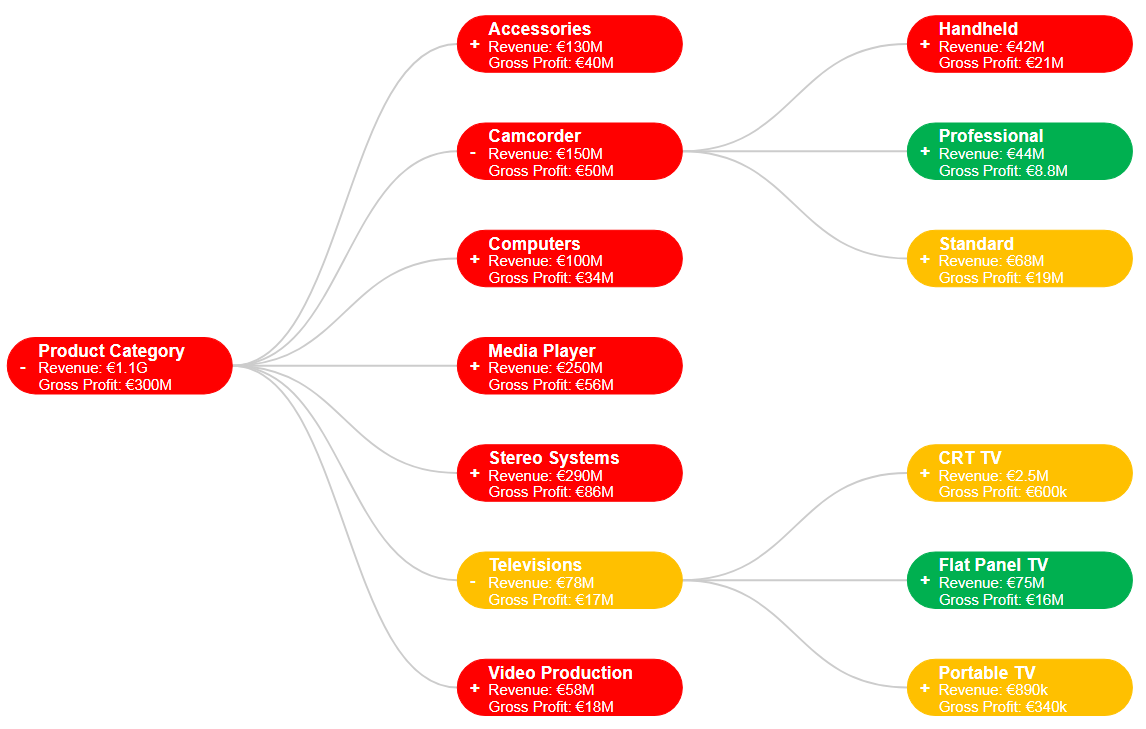 Product Category
- Revenue: €1.1G
Gross Profit: €300M
Accessories
+ Revenue: €130M
Gross Profit: €40M
Camcorder
- Revenue: €150M
Gross Profit: €50M
Computers
+ Revenue: €100M
Gross Profit: €34M
Media Player
+ Revenue: €250M
Gross Profit: €56M
Stereo Systems
+ Revenue: €290M
Gross Profit: €86M
Televisions
- Revenue: €78M
Gross Profit: €17M
Video Production
+ Revenue: €58M
Gross Profit: €18M
Handheld
+ Revenue: €42M
Gross Profit: €21M
Professional
+ Revenue: €44M
Gross Profit: €8.8M
Standard
+ Revenue: €68M
Gross Profit: €19M
CRT TV
+ Revenue: €2.5M
Gross Profit: €600k
Flat Panel TV
+ Revenue: €75M
Gross Profit: €16M
Portable TV
+ Revenue: €890k
Gross Profit: €340k